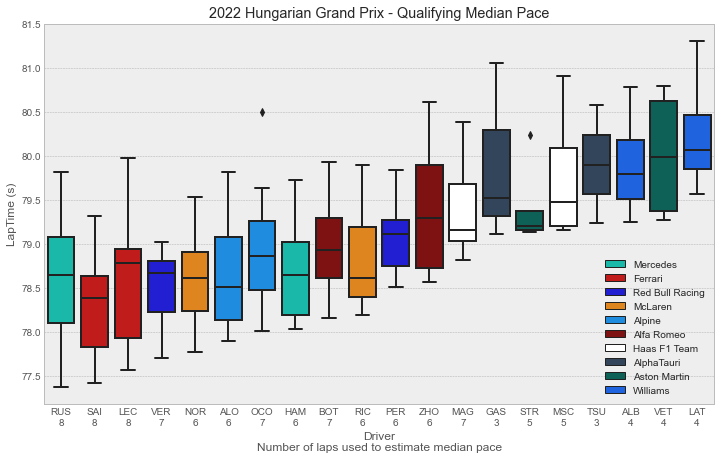 2022 Hungarian Grand Prix - Qualifying Median Pace
81.5
81.0
80.5
80.0
79.5
79.0
78.5
78.0
77.5
LapTime (s)
Mercedes
Ferrari
Red Bull Racing
McLaren
Alpine
Alfa Romeo
Haas F1 Team
AlphaTauri
Aston Martin
Williams
RUS SAI LEC VER NOR ALO OCO HAM BOT RIC PER ZHO MAG GAS STR MSC TSU ALB VET LAT
8 8 8 7 6 6 7 6 7 6 6 6 7 3 5 5 3 4 4 4
Driver
Number of laps used to estimate median pace